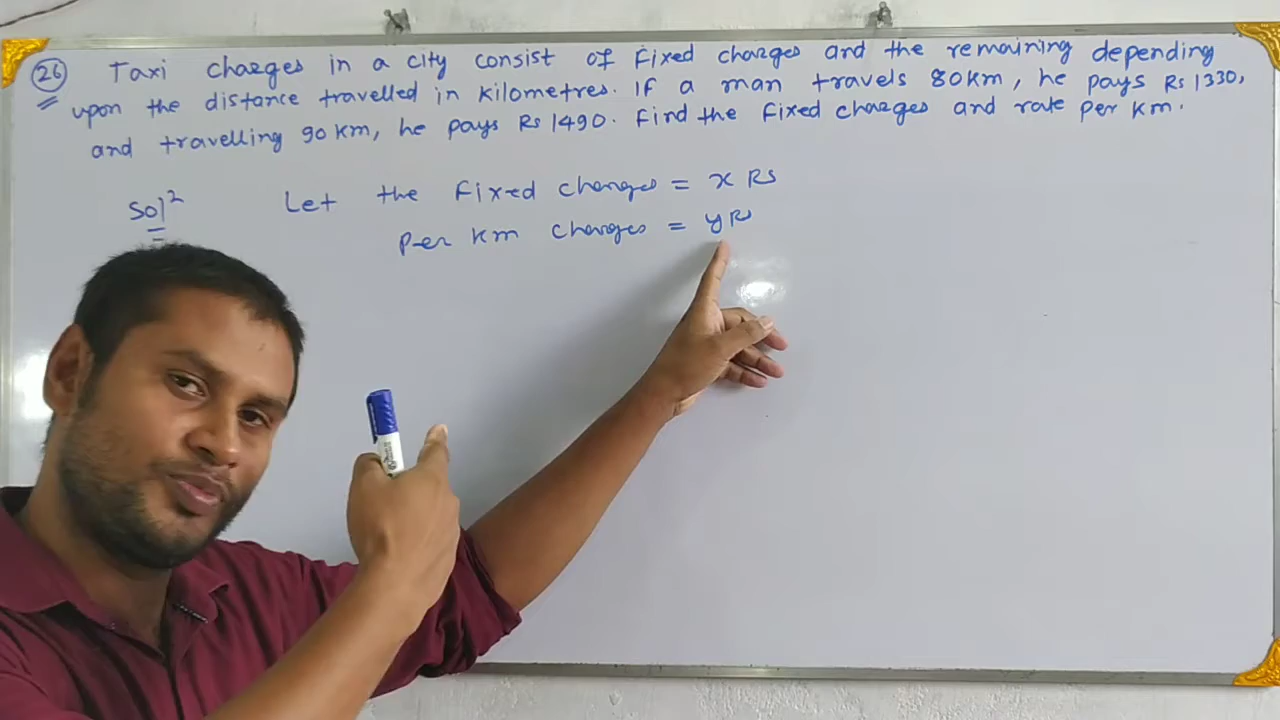 26 Taxi charges in a city consist of fixed charges and the remaining depending
upon the distance travelled in kilometres. If a man travels 80km, he pays Rs 1330,
and travelling 90 km, he pays Rs 1490. Find the fixed charges and rate per km.
Sol² Let the fixed charges = x Rs
per km charges = y Rs